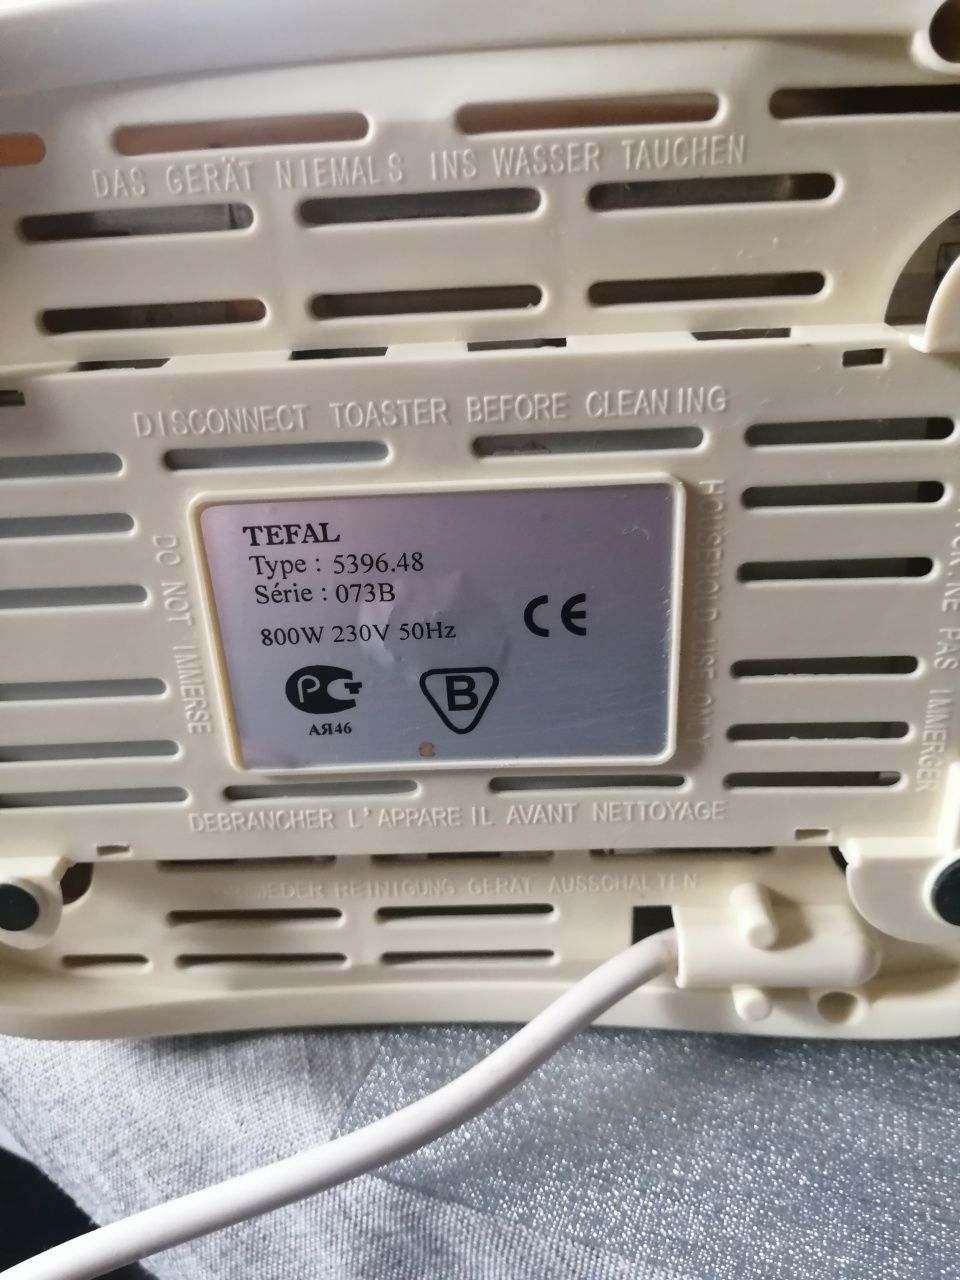 DAS GERÄT NIEMALS INS WASSER TAUCHEN
DISCONNECT TOASTER BEFORE CLEANING
DO NOT IMMERSE
HOUSEHOLD USE ONLY
NE PAS IMMERGER
TEFAL
Type : 5396.48
Série : 073B
800W 230V 50Hz
CE
РСТ
АЯ46
B
DEBRANCHER L'APPAREIL AVANT NETTOYAGE
JEDER REINIGUNG GERÄT AUSSCHALTEN